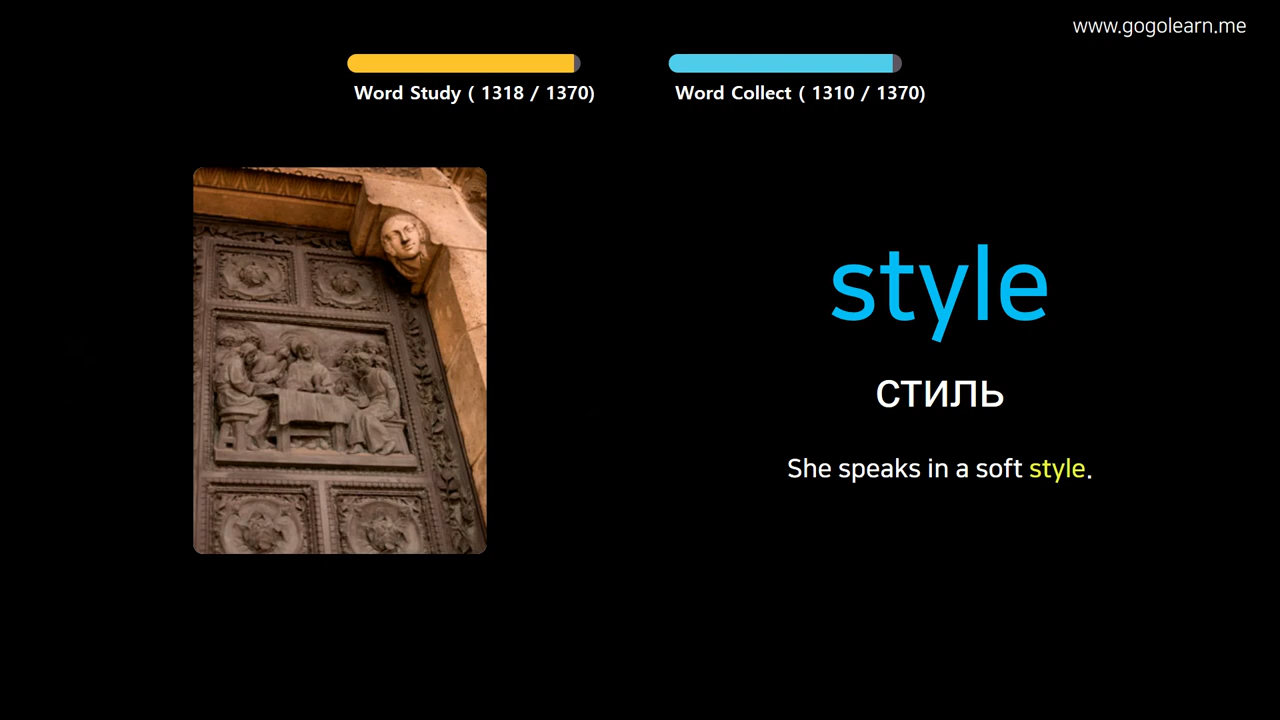 www.gogolearn.me
Word Study ( 1318 / 1370)
Word Collect ( 1310 / 1370)
style
стиль
She speaks in a soft style.